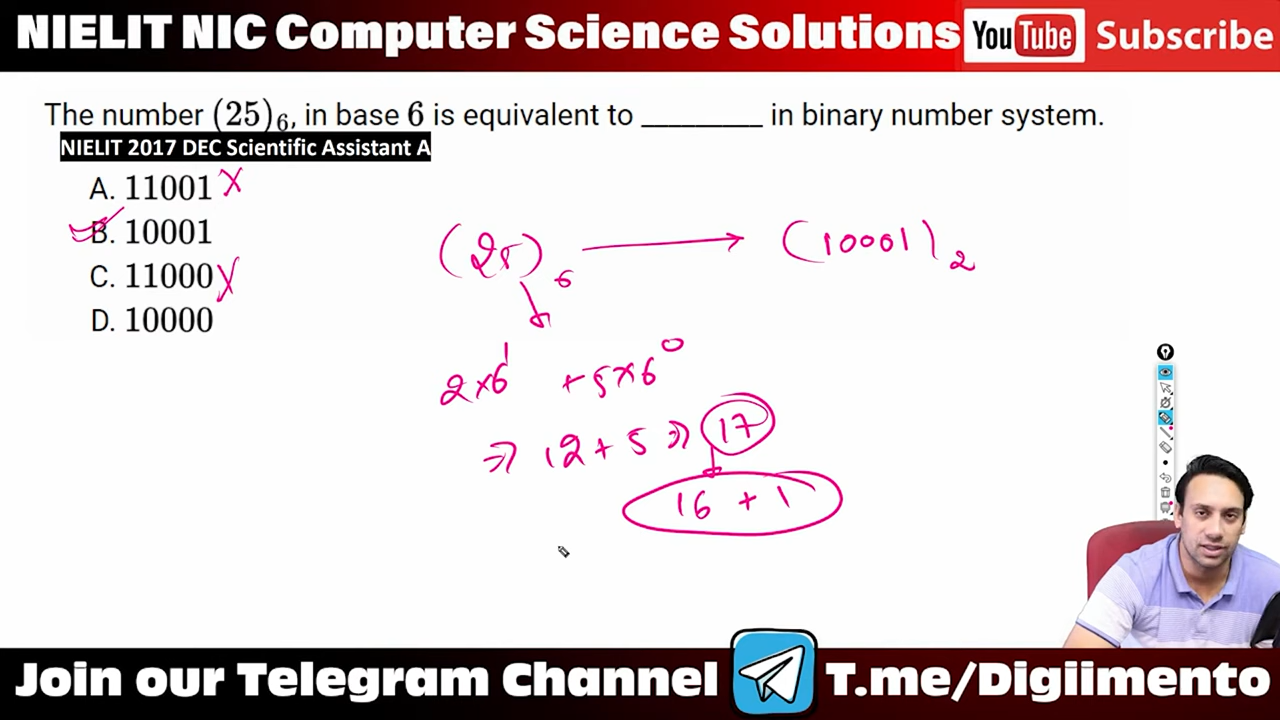 NIELIT NIC Computer Science Solutions YouTube Subscribe
The number (25)₆, in base 6 is equivalent to ________ in binary number system.
NIELIT 2017 DEC Scientific Assistant A
A. 11001 X
B. 10001
C. 11000 X
D. 10000
(25)₆ → (10001)₂
2×6¹ + 5×6⁰
⇒ 12 + 5 ⇒ 17
16 + 1
Join our Telegram Channel T.me/Digiimento